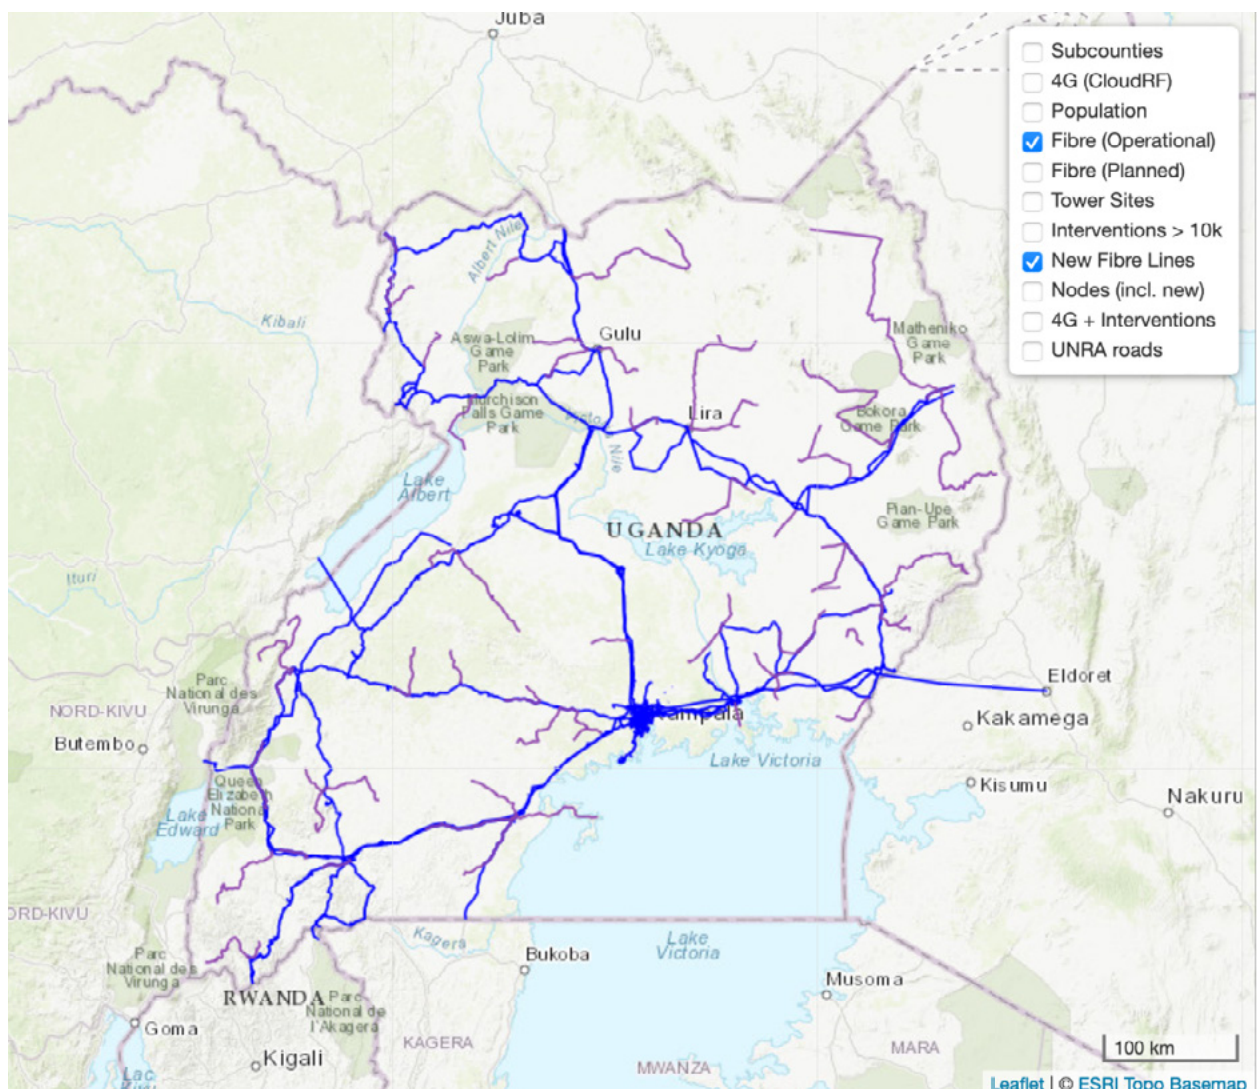 Juba
Subcounties
4G (CloudRF)
Population
Fibre (Operational)
Fibre (Planned)
Tower Sites
Interventions > 10k
New Fibre Lines
Nodes (incl. new)
4G + Interventions
UNRA roads
Albert Nile
Kibali
Aswa-Lolim
Game
Park
Gulu
Matheniko
Game
Park
Murchison
Falls Game
Park
Nile
Lira
Bokora
Game Park
Lake
Albert
Pian-Upe
Game Park
UGANDA
Lake Kyoga
Ituri
Parc
National des
Virunga
NORD-KIVU
Butembo
Eldoret
Kampala
Kakamega
Lake Victoria
Kisumu
Nakuru
Queen
Elizabeth
National
Park
Lake
Edward
ORD-KIVU
Kagera
Lake
Victoria
Bukoba
Musoma
Parc
National des
Virunga
RWANDA
Parc
National de
l'Akagera
Goma
Kigali
KAGERA
MWANZA
MARA
100 km
Lac
Kivu
Leaflet | © ESRI Topo Basemap